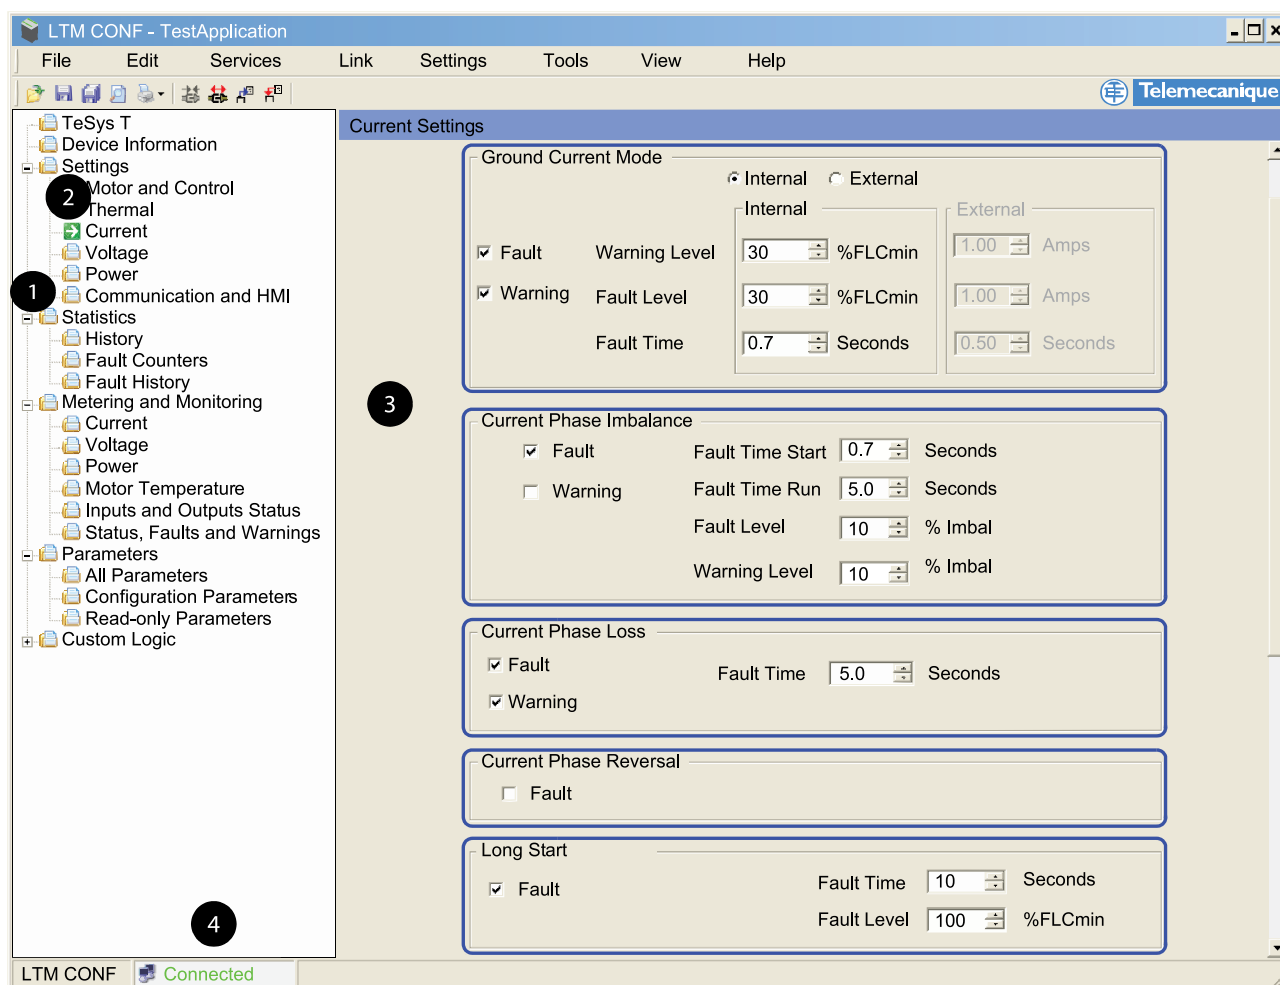 LTM CONF - TestApplication
File Edit Services Link Settings Tools View Help
Telemecanique
TeSys T
Device Information
Settings
Motor and Control
2
Thermal
Current
Voltage
Power
1
Communication and HMI
Statistics
History
Fault Counters
Fault History
Metering and Monitoring
Current
Voltage
Power
Motor Temperature
Inputs and Outputs Status
Status, Faults and Warnings
Parameters
All Parameters
Configuration Parameters
Read-only Parameters
Custom Logic
4
Current Settings
3
Ground Current Mode
Internal External
Internal External
Fault Warning Level 30 %FLCmin 1.00 Amps
Warning Fault Level 30 %FLCmin 1.00 Amps
Fault Time 0.7 Seconds 0.50 Seconds
Current Phase Imbalance
Fault Fault Time Start 0.7 Seconds
Warning Fault Time Run 5.0 Seconds
Fault Level 10 % Imbal
Warning Level 10 % Imbal
Current Phase Loss
Fault Fault Time 5.0 Seconds
Warning
Current Phase Reversal
Fault
Long Start
Fault Fault Time 10 Seconds
Fault Level 100 %FLCmin
LTM CONF Connected